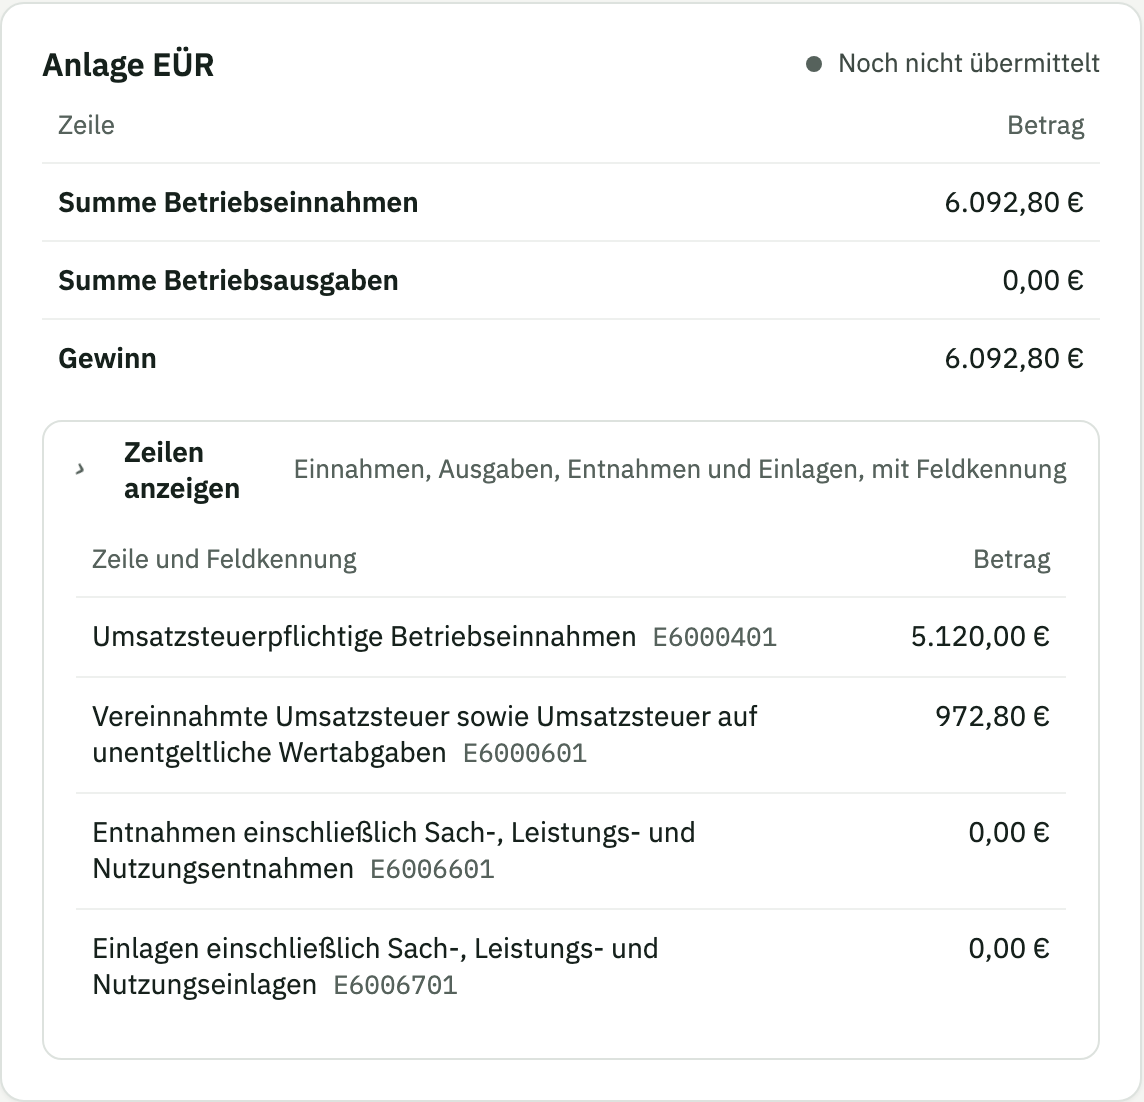 Anlage EÜR
Noch nicht übermittelt
Zeile Betrag
Summe Betriebseinnahmen 6.092,80 €
Summe Betriebsausgaben 0,00 €
Gewinn 6.092,80 €
Zeilen
anzeigen
Einnahmen, Ausgaben, Entnahmen und Einlagen, mit Feldkennung
Zeile und Feldkennung Betrag
Umsatzsteuerpflichtige Betriebseinnahmen E6000401 5.120,00 €
Vereinnahmte Umsatzsteuer sowie Umsatzsteuer auf 972,80 €
unentgeltliche Wertabgaben E6000601
Entnahmen einschließlich Sach-, Leistungs- und 0,00 €
Nutzungsentnahmen E6006601
Einlagen einschließlich Sach-, Leistungs- und 0,00 €
Nutzungseinlagen E6006701